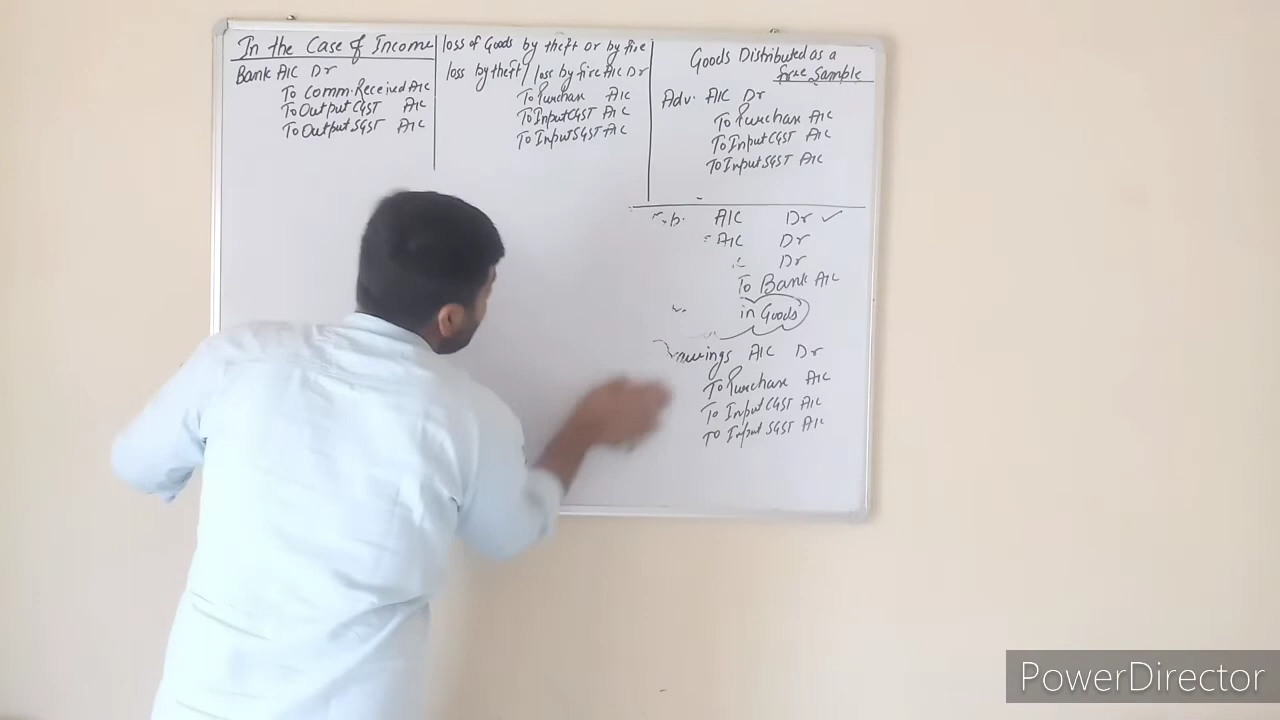 In the Case of Income
Bank A/C Dr
To Comm. Received A/C
To Output CGST A/C
To Output SGST A/C
loss of Goods by theft or by fire
loss by theft / loss by fire A/C Dr
To Purchase A/C
To Input CGST A/C
To Input SGST A/C
Goods Distributed as a
free Sample
Adv. A/C Dr
To Purchase A/C
To Input CGST A/C
To Input SGST A/C
A/C Dr ✓
A/C Dr
Dr
To Bank A/C
in Goods
Drawings A/C Dr
To Purchase A/C
To Input CGST A/C
To Input SGST A/C
PowerDirector